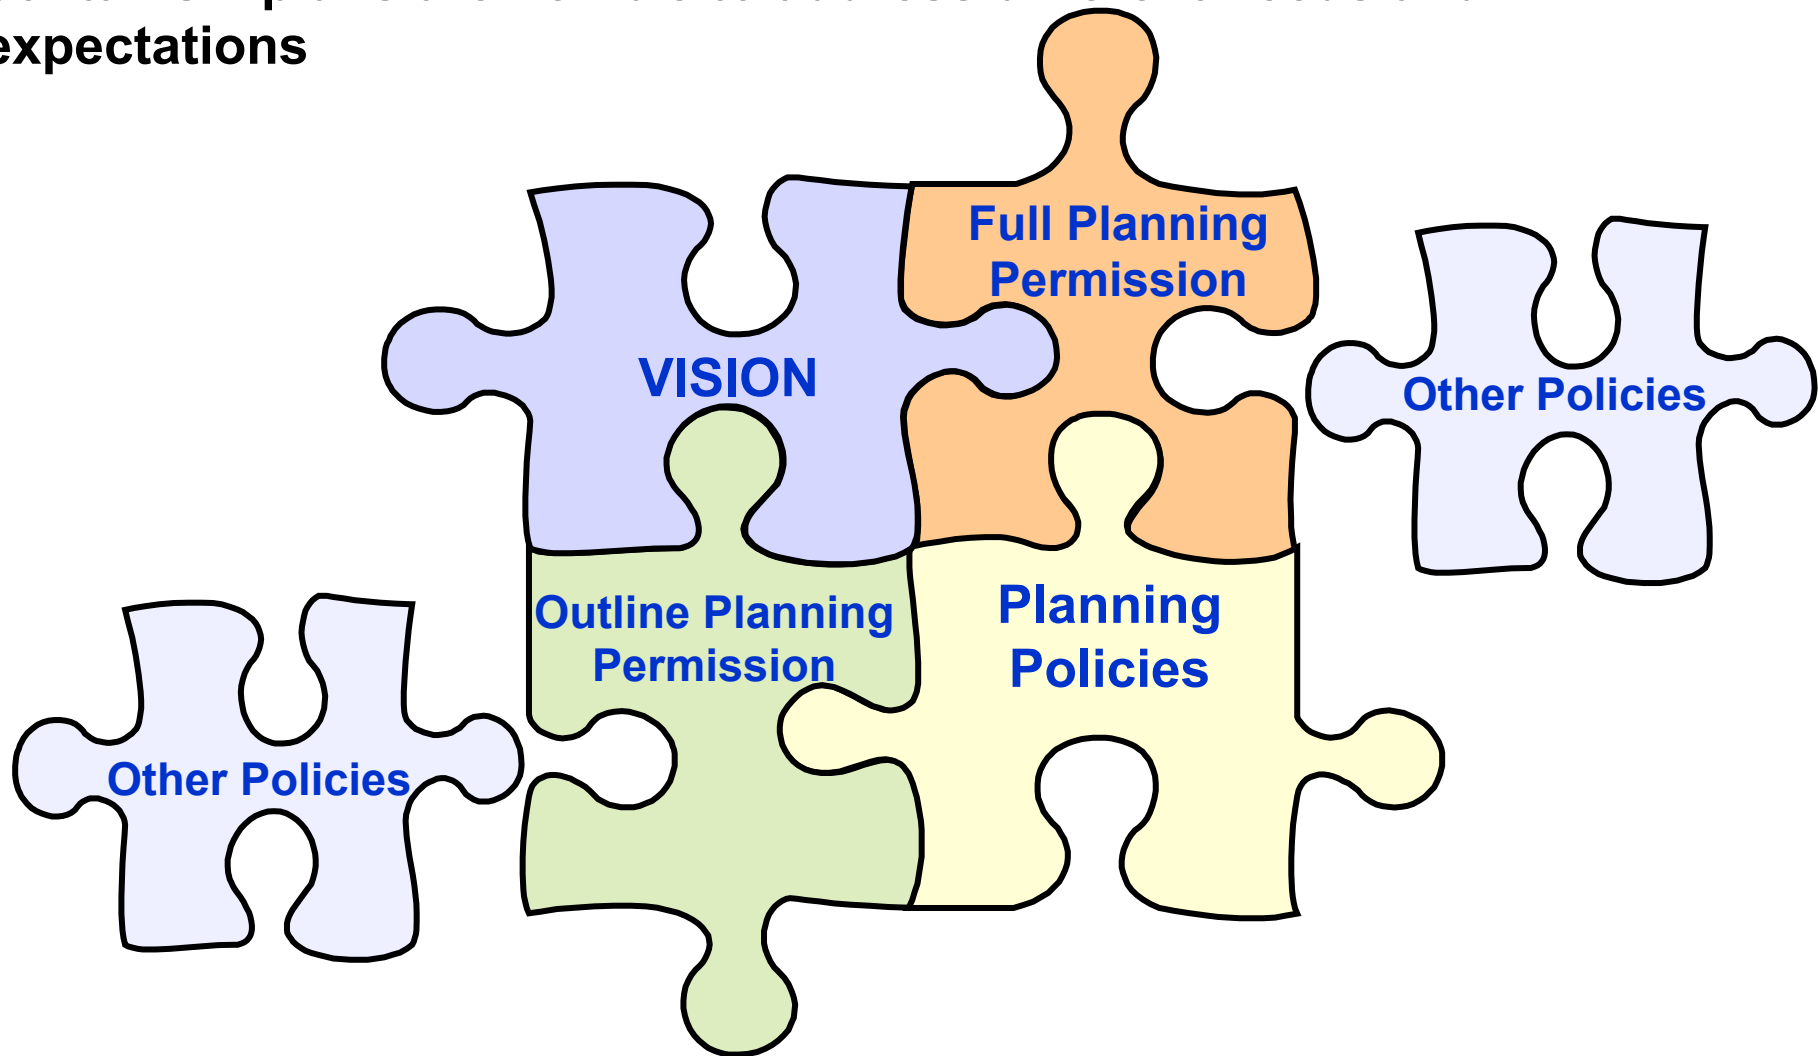 expectations
Full Planning
Permission
VISION
Other Policies
Outline Planning
Permission
Planning
Policies
Other Policies